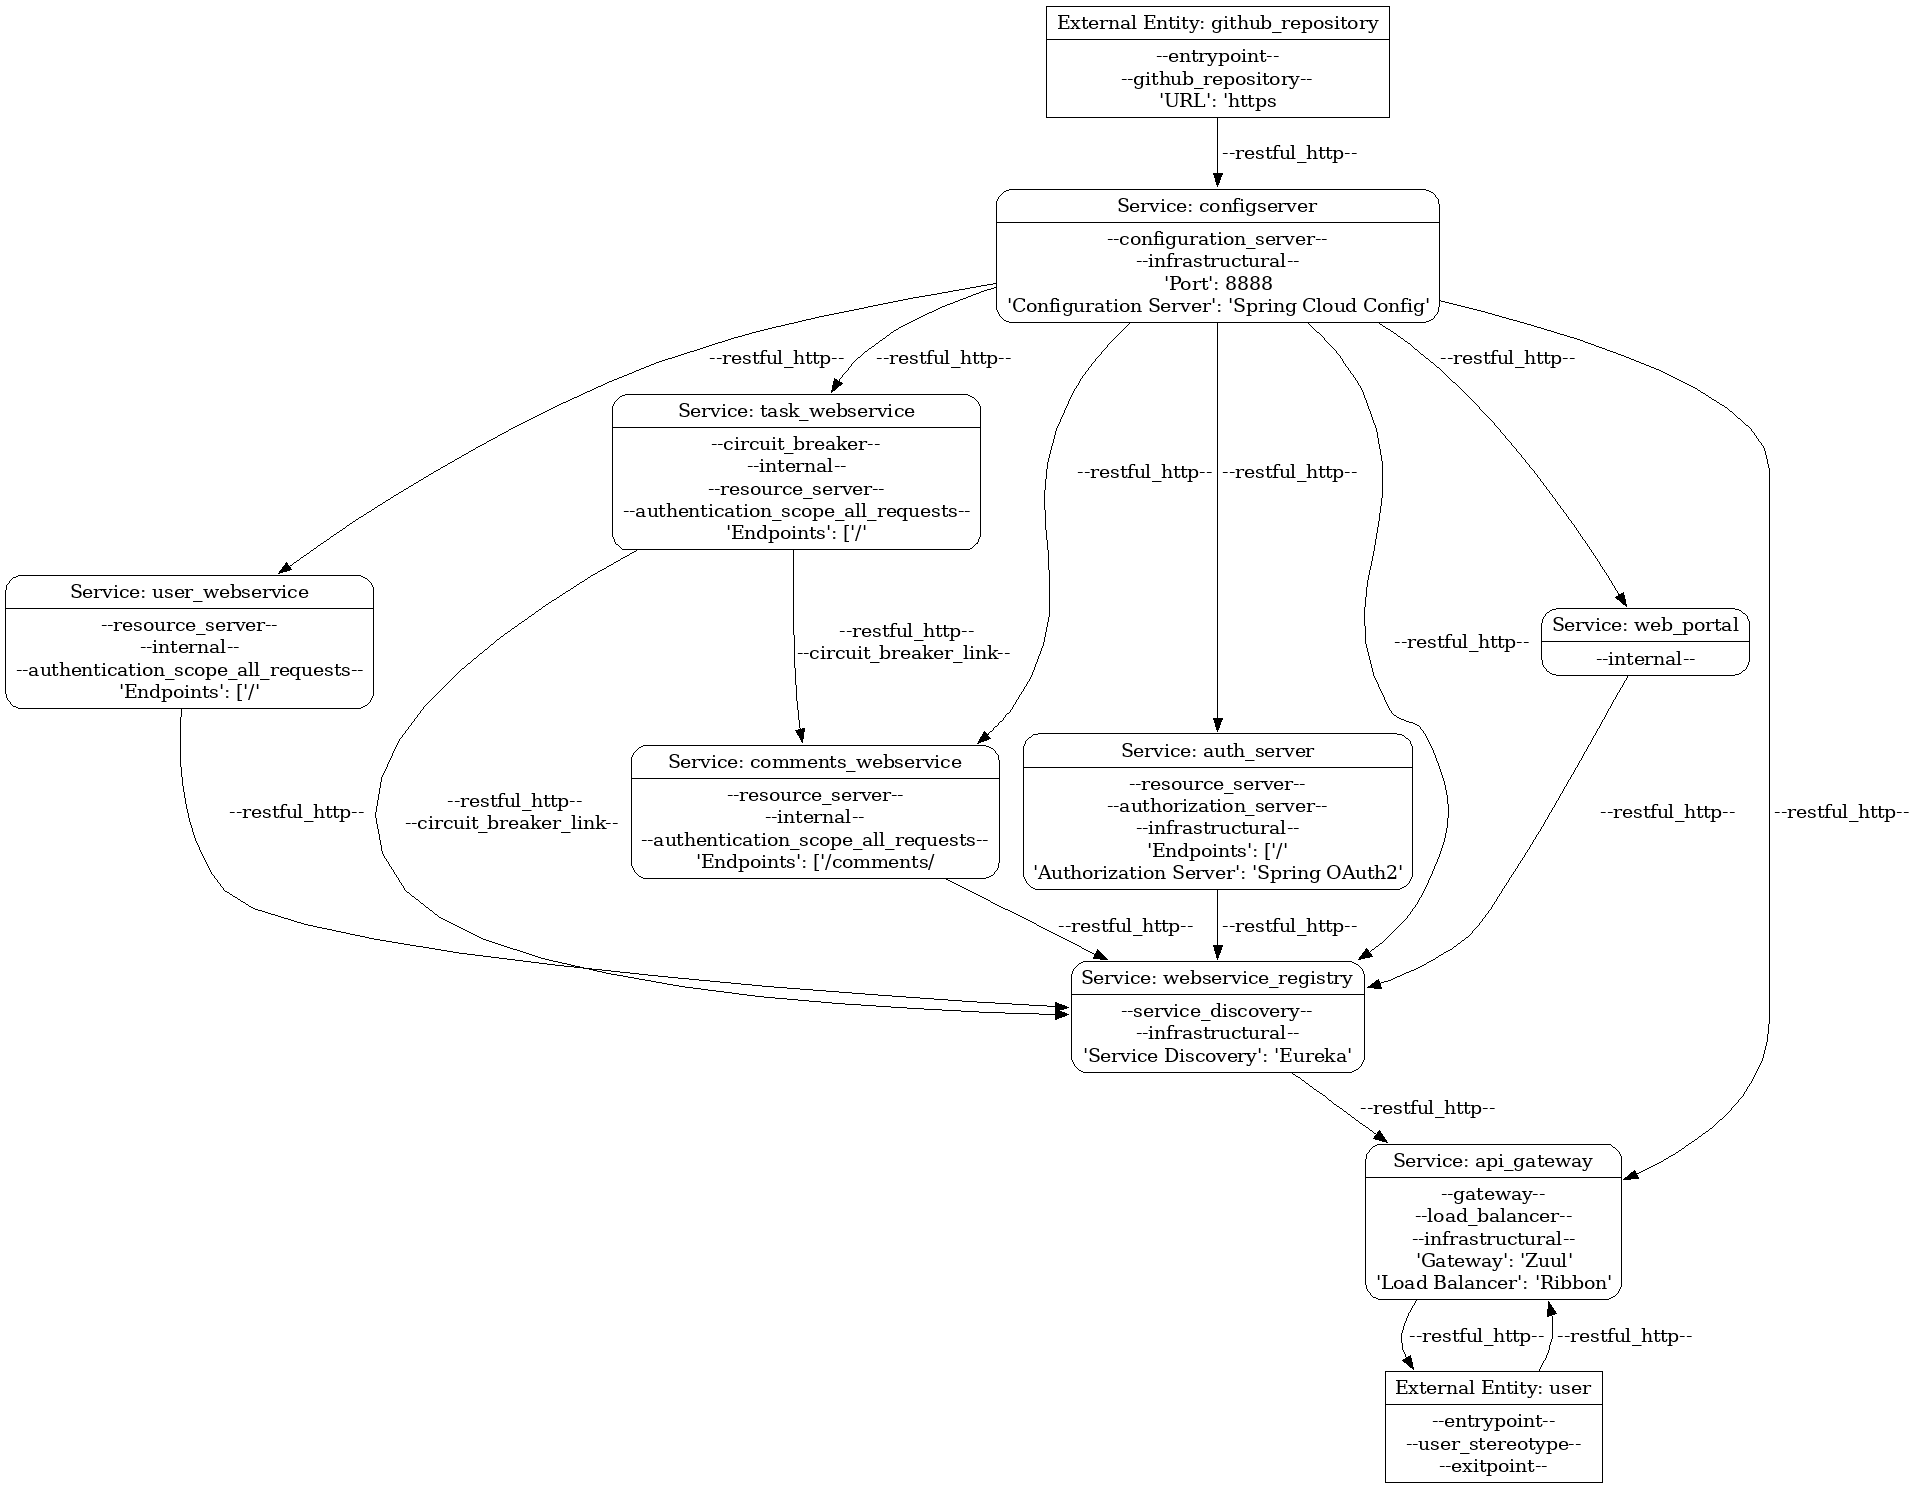 External Entity: github_repository
--entrypoint--
--github_repository--
'URL': 'https
--restful_http--
Service: configserver
--configuration_server--
--infrastructural--
'Port': 8888
'Configuration Server': 'Spring Cloud Config'
--restful_http--
--restful_http--
--restful_http--
Service: task_webservice
--circuit_breaker--
--internal--
--resource_server--
--authentication_scope_all_requests--
'Endpoints': ['/'
--restful_http--
--restful_http--
Service: user_webservice
--resource_server--
--internal--
--authentication_scope_all_requests--
'Endpoints': ['/'
--restful_http--
--circuit_breaker_link--
--restful_http--
Service: web_portal
--internal--
Service: comments_webservice
--resource_server--
--internal--
--authentication_scope_all_requests--
'Endpoints': ['/comments/
Service: auth_server
--resource_server--
--authorization_server--
--infrastructural--
'Endpoints': ['/'
'Authorization Server': 'Spring OAuth2'
--restful_http--
--restful_http--
--circuit_breaker_link--
--restful_http--
--restful_http--
--restful_http--
--restful_http--
Service: webservice_registry
--service_discovery--
--infrastructural--
'Service Discovery': 'Eureka'
--restful_http--
Service: api_gateway
--gateway--
--load_balancer--
--infrastructural--
'Gateway': 'Zuul'
'Load Balancer': 'Ribbon'
--restful_http--
--restful_http--
External Entity: user
--entrypoint--
--user_stereotype--
--exitpoint--